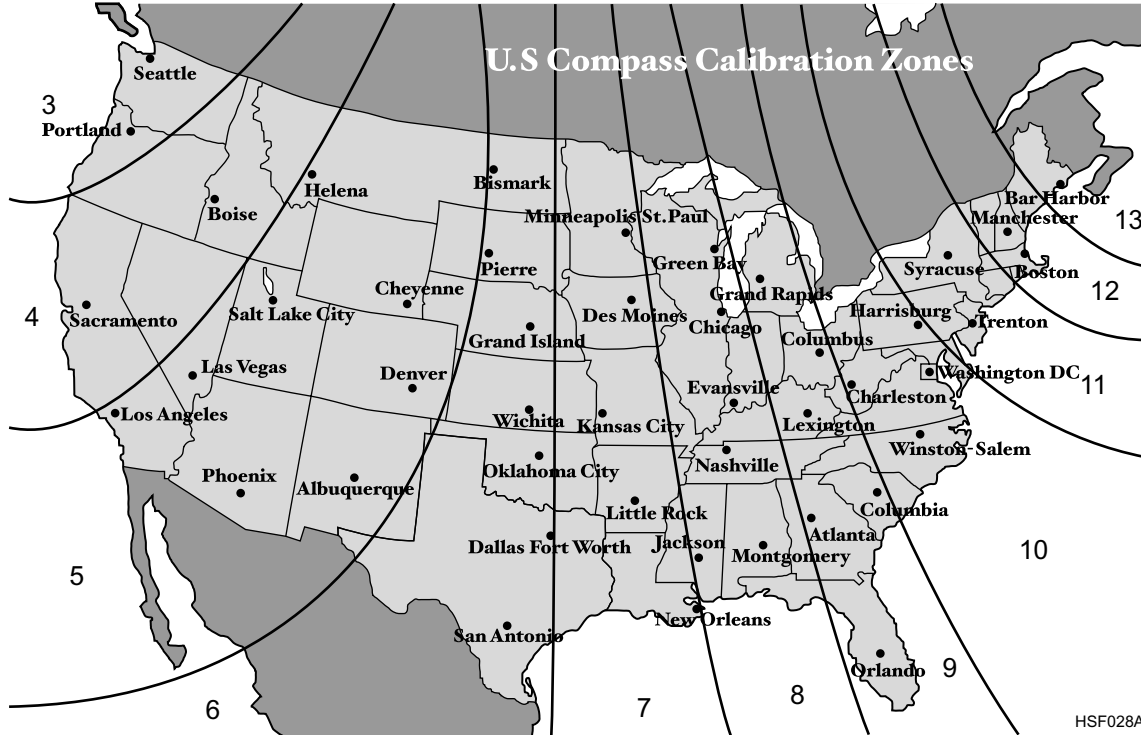 U.S Compass Calibration Zones
Seattle
3
Portland
Helena
Bismark
Boise
Minneapolis St.Paul
Bar Harbor
Manchester
13
Pierre
Green Bay
Syracuse
Boston
Cheyenne
Grand Rapids
12
4
Sacramento
Salt Lake City
Des Moines
Chicago
Harrisburg
Trenton
Grand Island
Columbus
Las Vegas
Denver
Washington DC
11
Evansville
Charleston
Los Angeles
Wichita
Kansas City
Lexington
Winston-Salem
Phoenix
Albuquerque
Oklahoma City
Nashville
Little Rock
Columbia
Dallas Fort Worth
Jackson
Montgomery
Atlanta
10
5
San Antonio
New Orleans
Orlando
9
6
7
8
HSF028A